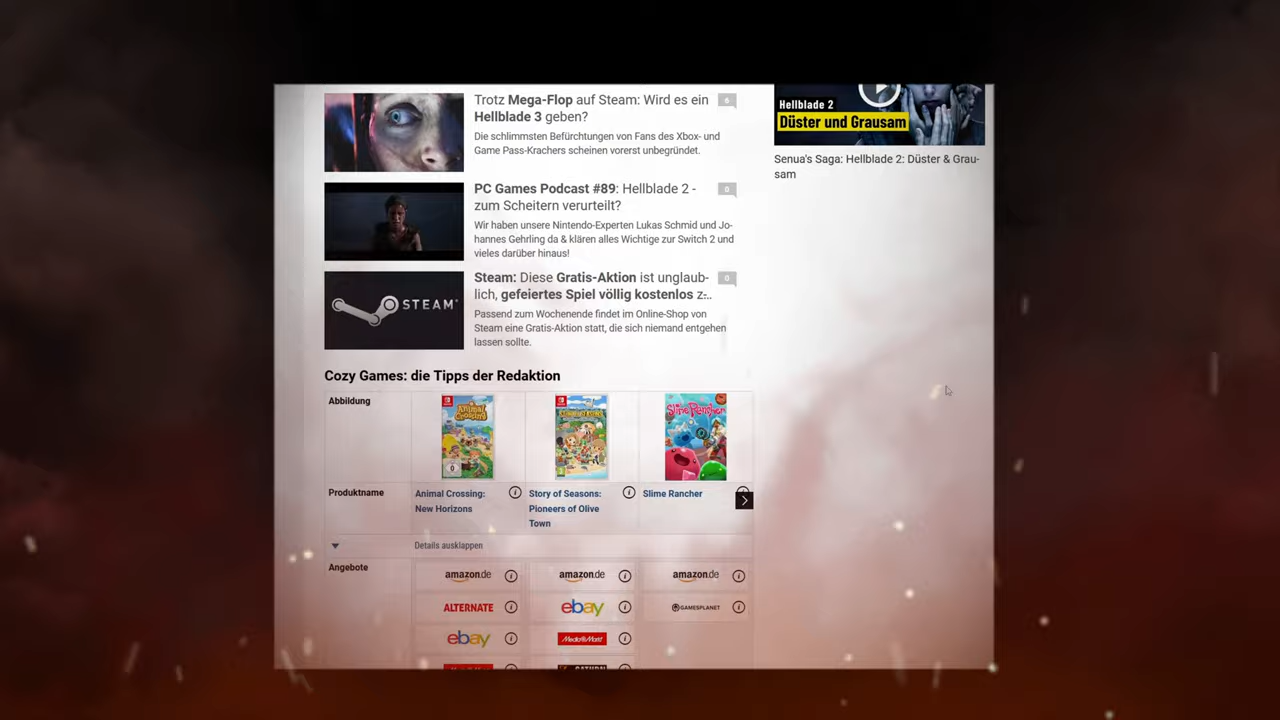 Trotz Mega-Flop auf Steam: Wird es ein
Hellblade 3 geben?
6
Die schlimmsten Befürchtungen von Fans des Xbox- und
Game Pass-Krachers scheinen vorerst unbegründet.
PC Games Podcast #89: Hellblade 2 -
zum Scheitern verurteilt?
0
Wir haben unsere Nintendo-Experten Lukas Schmid und Jo-
hannes Gehrling da & klären alles Wichtige zur Switch 2 und
vieles darüber hinaus!
STEAM
Steam: Diese Gratis-Aktion ist unglaub-
lich, gefeiertes Spiel völlig kostenlos z...
0
Passend zum Wochenende findet im Online-Shop von
Steam eine Gratis-Aktion statt, die sich niemand entgehen
lassen sollte.
Hellblade 2
Düster und Grausam
Senua's Saga: Hellblade 2: Düster & Grau-
sam
Cozy Games: die Tipps der Redaktion
Abbildung
Animal Crossing
Slime Rancher
Produktname
Animal Crossing:
New Horizons
Story of Seasons:
Pioneers of Olive
Town
Slime Rancher
Details ausklappen
Angebote
amazon.de
amazon.de
amazon.de
ALTERNATE
ebay
GAMESPLANET
ebay
MediaMarkt